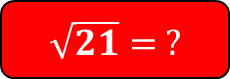 √21 = ?